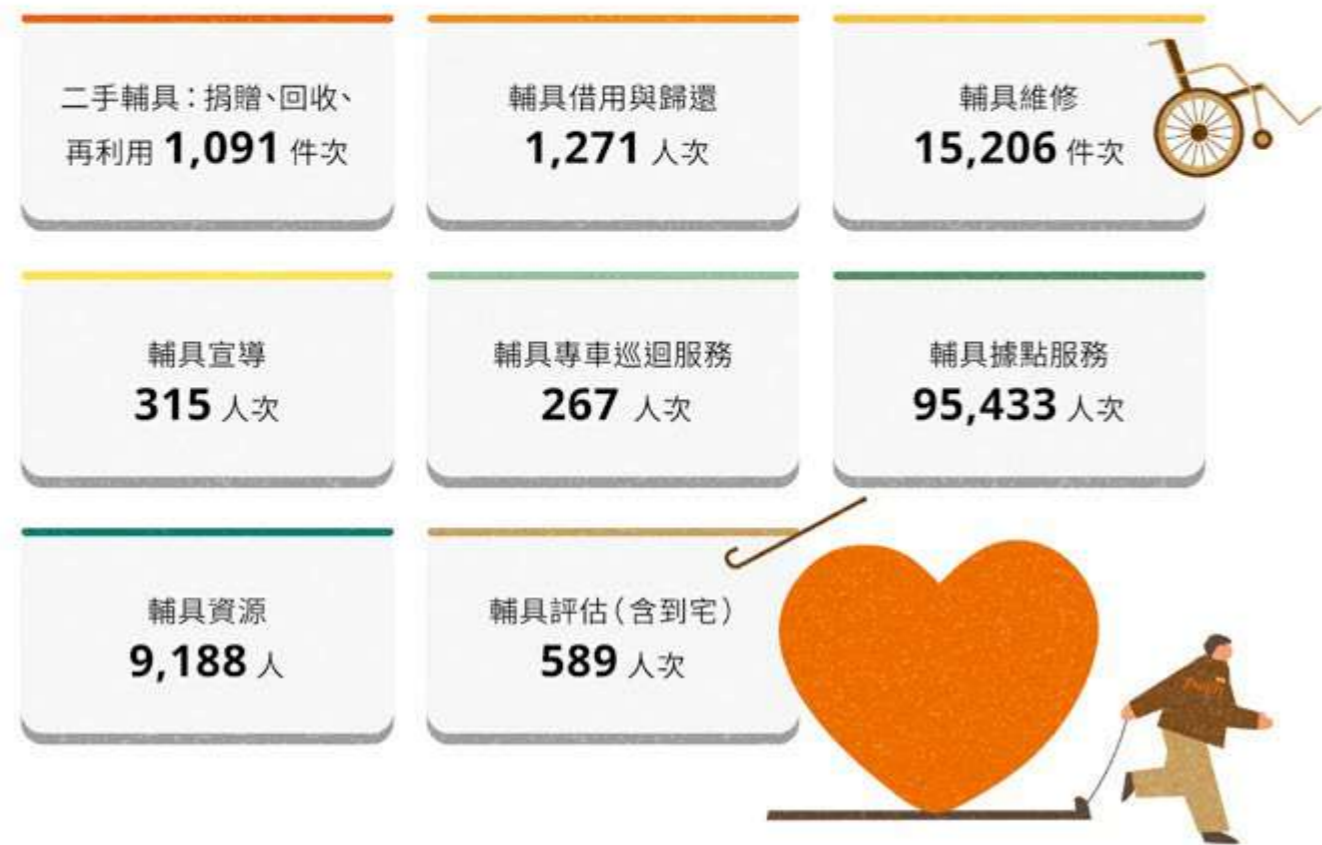 二手輔具：捐贈、回收、
再利用 1,091 件次
輔具借用與歸還
1,271 人次
輔具維修
15,206 件次
輔具宣導
315 人次
輔具專車巡迴服務
267 人次
輔具據點服務
95,433 人次
輔具資源
9,188 人
輔具評估（含到宅）
589 人次